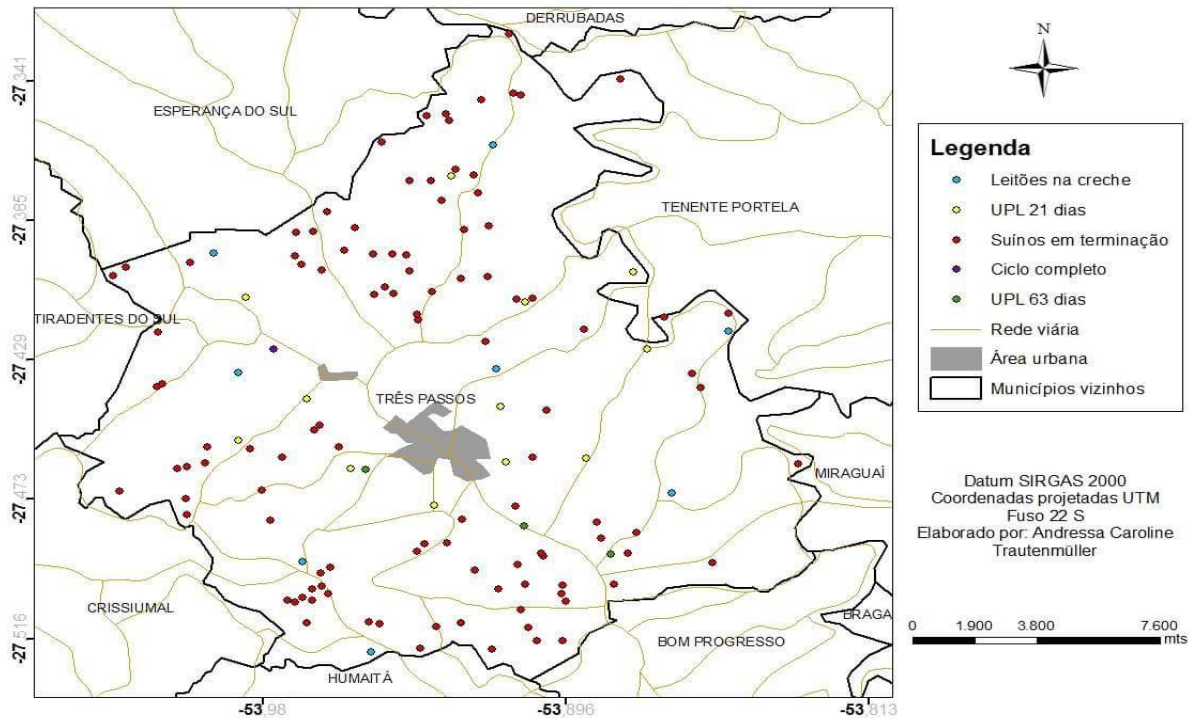 DERRUBADAS
N
-27,341
ESPERANÇA DO SUL
Legenda
Leitões na creche
UPL 21 dias
Suínos em terminação
Ciclo completo
UPL 63 dias
Rede viária
Área urbana
Municípios vizinhos
-27,385
TENENTE PORTELA
TIRADENTES DO SUL
-27,429
TRÊS PASSOS
MIRAGUAÍ
-27,473
Datum SIRGAS 2000
Coordenadas projetadas UTM
Fuso 22 S
Elaborado por: Andressa Caroline
Trautenmüller
CRISSIUMAL
BRAGA
-27,516
BOM PROGRESSO
HUMAITÁ
0 1.900 3.800 7.600
mts
-53,98 -53,896 -53,813